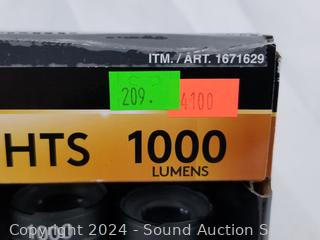 ITM. / ART. 1671629
209.
4100
HTS 1000
LUMENS
Copyright 2024 - Sound Auction S